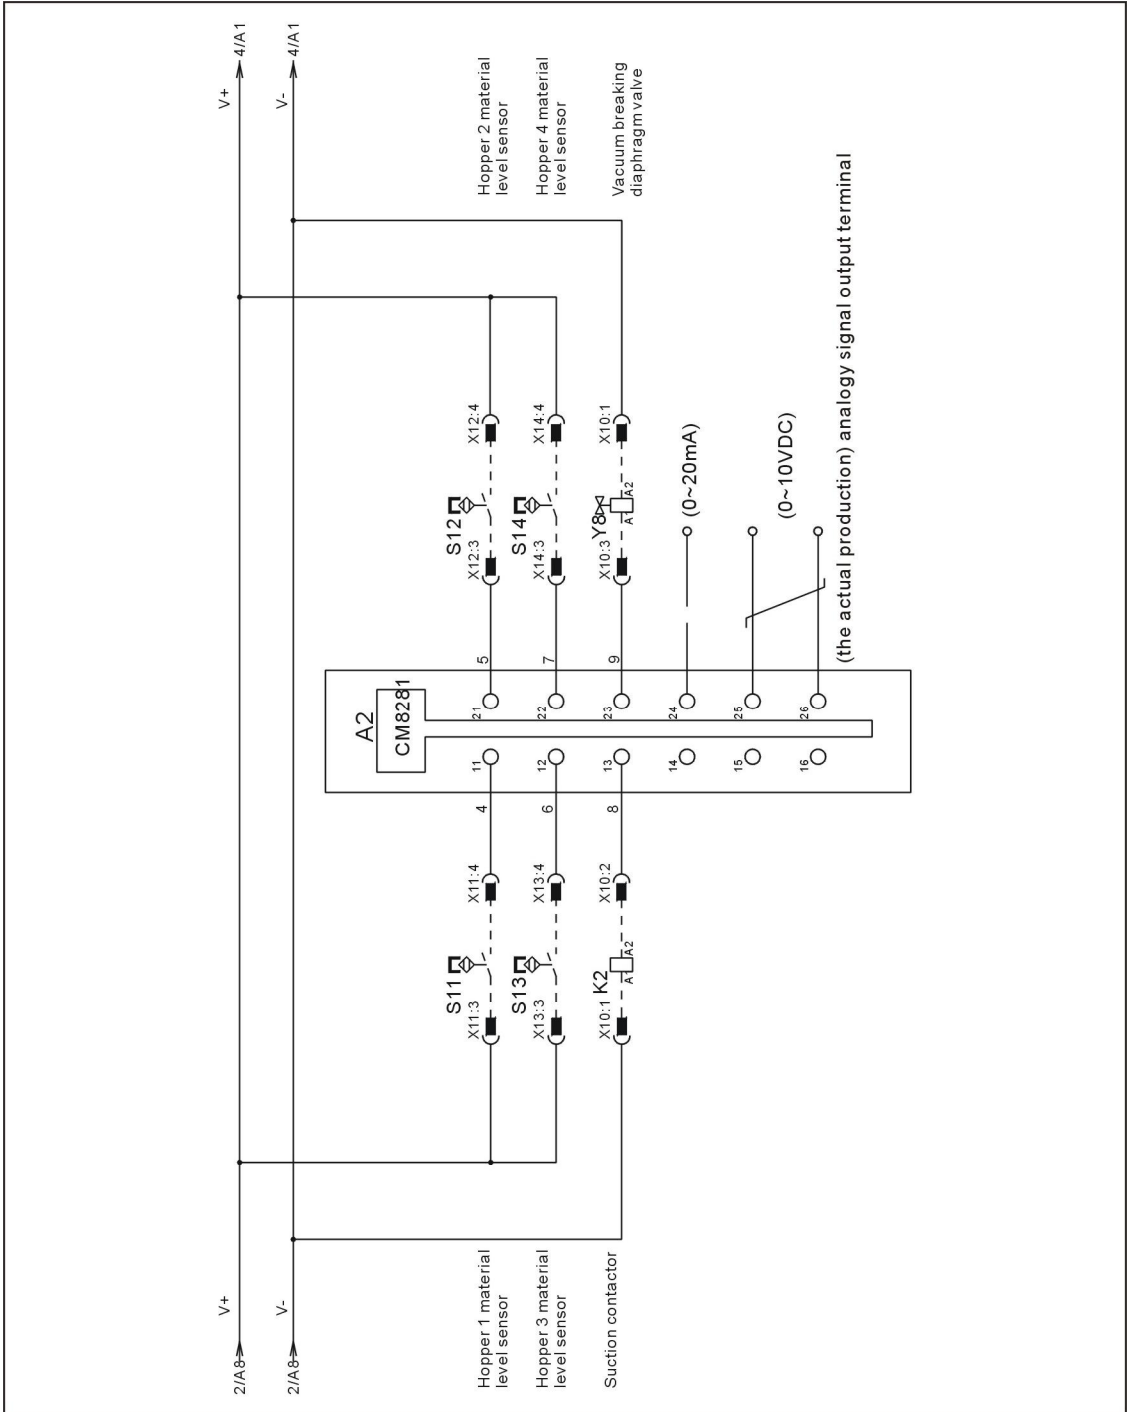 2/A8
V+
V+
4/A1
2/A8
V-
V-
4/A1
Hopper 1 material
level sensor
Hopper 3 material
level sensor
Suction contactor
Hopper 2 material
level sensor
Hopper 4 material
level sensor
Vacuum breaking
diaphragm valve
A2
CM8281
S11
X11:3
X11:4
4
11
21
5
X12:3
S12
X12:4
S13
X13:3
X13:4
6
12
22
7
X14:3
S14
X14:4
K2
X10:1
A
A2
X10:2
8
13
23
9
X10:3
Y8
A
A2
X10:1
14
24
(0~20mA)
15
25
(0~10VDC)
16
26
(the actual production) analogy signal output terminal